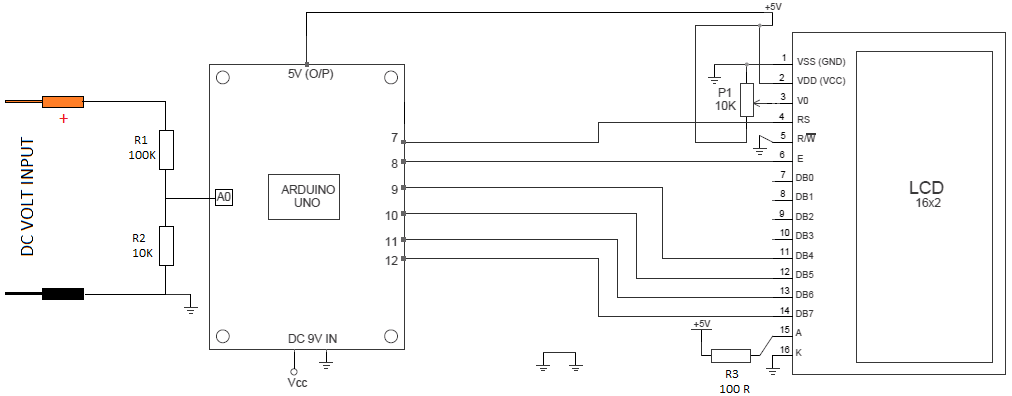 +5V
5V (O/P)
+
DC VOLT INPUT
R1
100K
R2
10K
A0
ARDUINO
UNO
7
8
9
10
11
12
DC 9V IN
Vcc
P1
10K
1 VSS (GND)
2 VDD (VCC)
3 V0
4 RS
5 R/W
6 E
7 DB0
8 DB1
9 DB2
10 DB3
11 DB4
12 DB5
13 DB6
14 DB7
15 A
16 K
LCD
16x2
+5V
R3
100 R